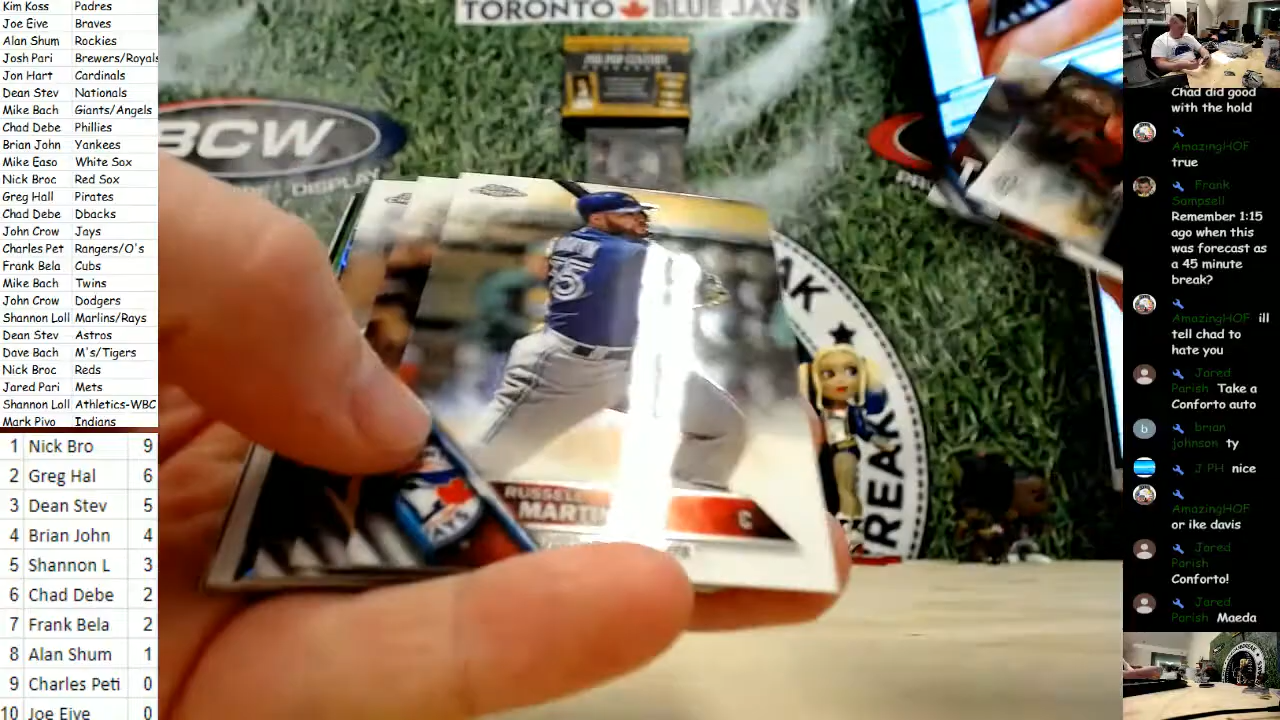 Kim Koss Padres
Joe Eive Braves
Alan Shum Rockies
Josh Pari Brewers/Royals
Jon Hart Cardinals
Dean Stev Nationals
Mike Bach Giants/Angels
Chad Debe Phillies
Brian John Yankees
Mike Easo White Sox
Nick Broc Red Sox
Greg Hall Pirates
Chad Debe Dbacks
John Crow Jays
Charles Pet Rangers/O's
Frank Bela Cubs
Mike Bach Twins
John Crow Dodgers
Shannon Loll Marlins/Rays
Dean Stev Astros
Dave Bach M's/Tigers
Nick Broc Reds
Jared Pari Mets
Shannon Loll Athletics-WBC
Mark Pivo Indians
1 Nick Bro 9
2 Greg Hal 6
3 Dean Stev 5
4 Brian John 4
5 Shannon L 3
6 Chad Debe 2
7 Frank Bela 2
8 Alan Shum 1
9 Charles Peti 0
10 Joe Eive 0
TORONTO BLUE JAYS
BCW
DISPLAY
35
RUSSELL
MARTIN
C
JAYS
BREAK
Chad did good
with the hold
AmazingHOF
true
Frank
Sampsell
Remember 1:15
ago when this
was forecast as
a 45 minute
break?
AmazingHOF ill
tell chad to
hate you
Jared
Parish Take a
Conforto auto
brian
johnson ty
J PH nice
AmazingHOF
or ike davis
Jared
Parish
Conforto!
Jared
Parish Maeda